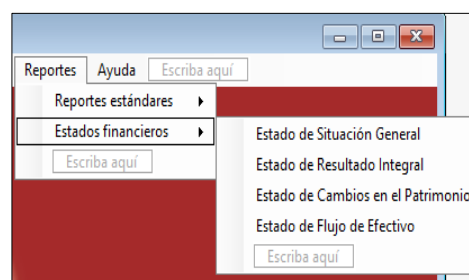 Reportes Ayuda Escriba aquí
Reportes estándares
Estados financieros
Escriba aquí
Estado de Situación General
Estado de Resultado Integral
Estado de Cambios en el Patrimonio
Estado de Flujo de Efectivo
Escriba aquí